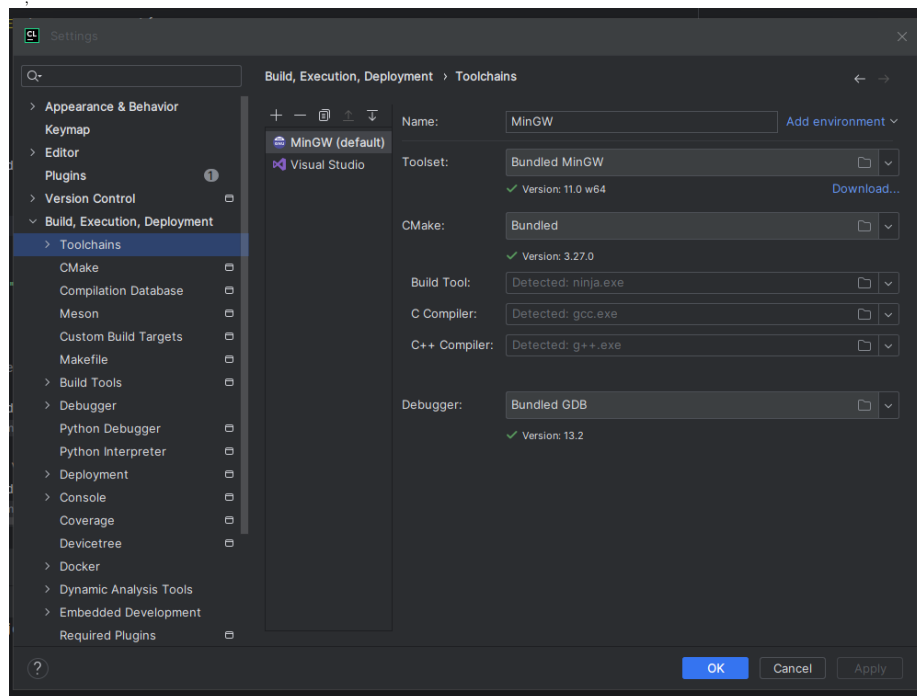 CL
Settings
Build, Execution, Deployment › Toolchains
Appearance & Behavior
Keymap
Editor
Plugins 1
Version Control
Build, Execution, Deployment
Toolchains
CMake
Compilation Database
Meson
Custom Build Targets
Makefile
Build Tools
Debugger
Python Debugger
Python Interpreter
Deployment
Console
Coverage
Devicetree
Docker
Dynamic Analysis Tools
Embedded Development
Required Plugins
MinGW (default)
Visual Studio
Name: MinGW Add environment
Toolset: Bundled MinGW
Version: 11.0 w64 Download...
CMake: Bundled
Version: 3.27.0
Build Tool: Detected: ninja.exe
C Compiler: Detected: gcc.exe
C++ Compiler: Detected: g++.exe
Debugger: Bundled GDB
Version: 13.2
? OK Cancel Apply